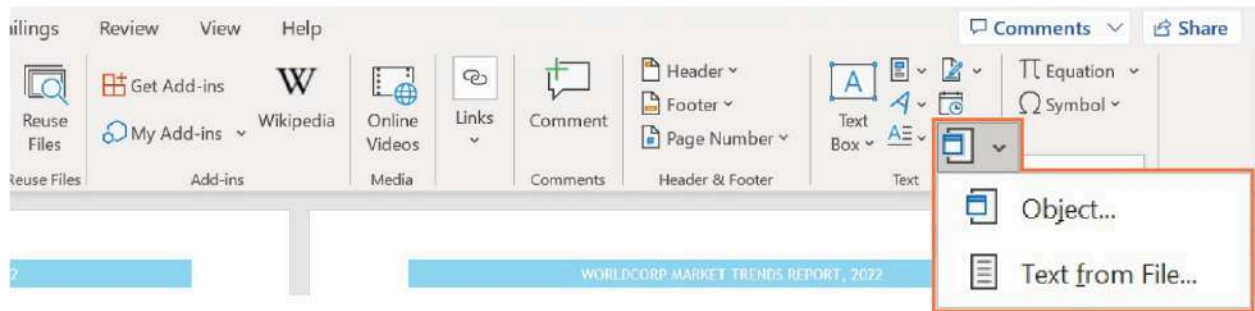 ailings Review View Help Comments Share
Reuse Files
Get Add-ins
My Add-ins
Wikipedia
Online Videos
Links
Comment
Header
Footer
Page Number
A
Text Box
Equation
Symbol
Reuse Files Add-ins Media Comments Header & Footer Text
Object...
Text from File...
2 WORLDCORP MARKET TRENDS REPORT, 2022